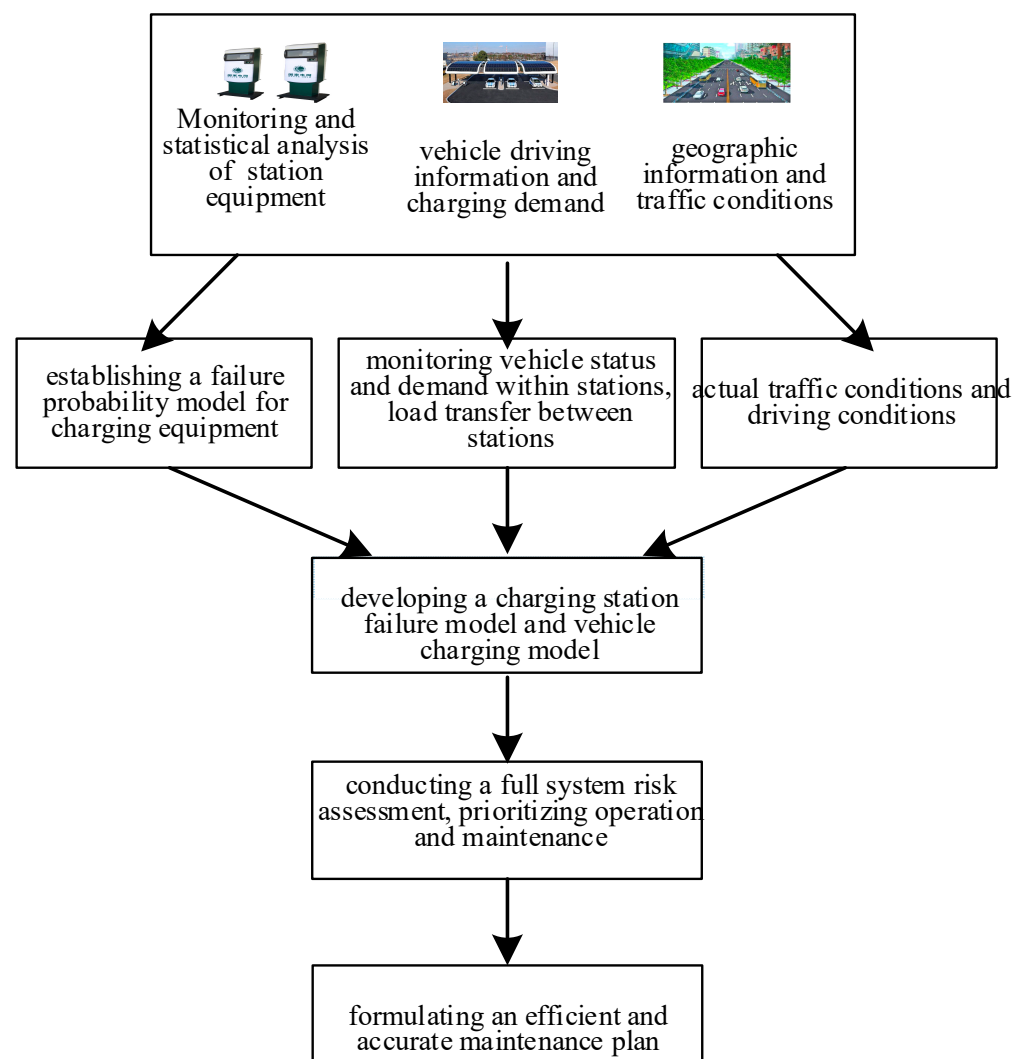 Monitoring and
statistical analysis
of station
equipment
vehicle driving
information and
charging demand
geographic
information and
traffic conditions
establishing a failure
probability model for
charging equipment
monitoring vehicle status
and demand within stations,
load transfer between
stations
actual traffic conditions and
driving conditions
developing a charging station
failure model and vehicle
charging model
conducting a full system risk
assessment, prioritizing operation
and maintenance
formulating an efficient and
accurate maintenance plan